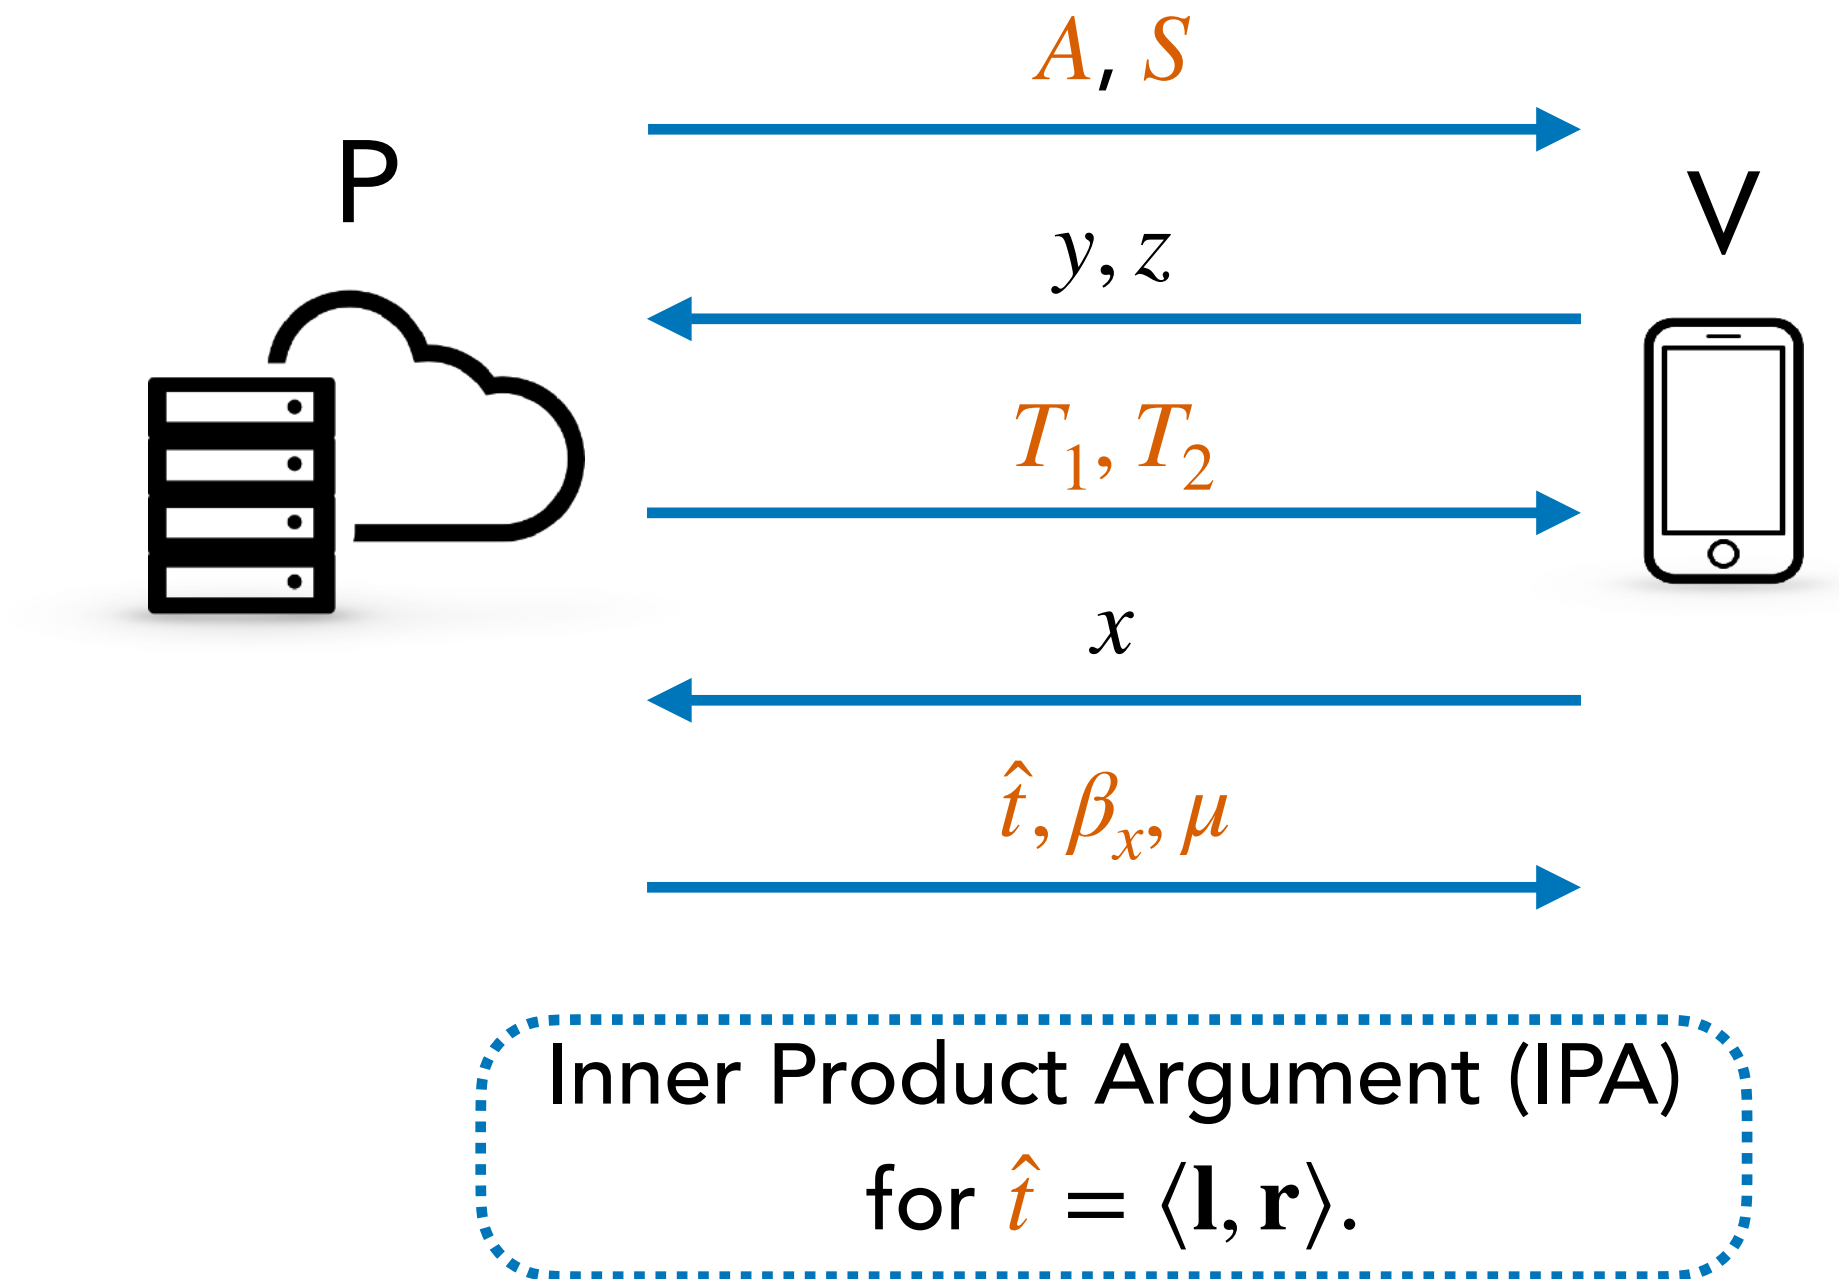 A, S
P
V
y, z
T₁, T₂
x
t̂, βₓ, μ
Inner Product Argument (IPA)
for t̂ = ⟨l, r⟩.